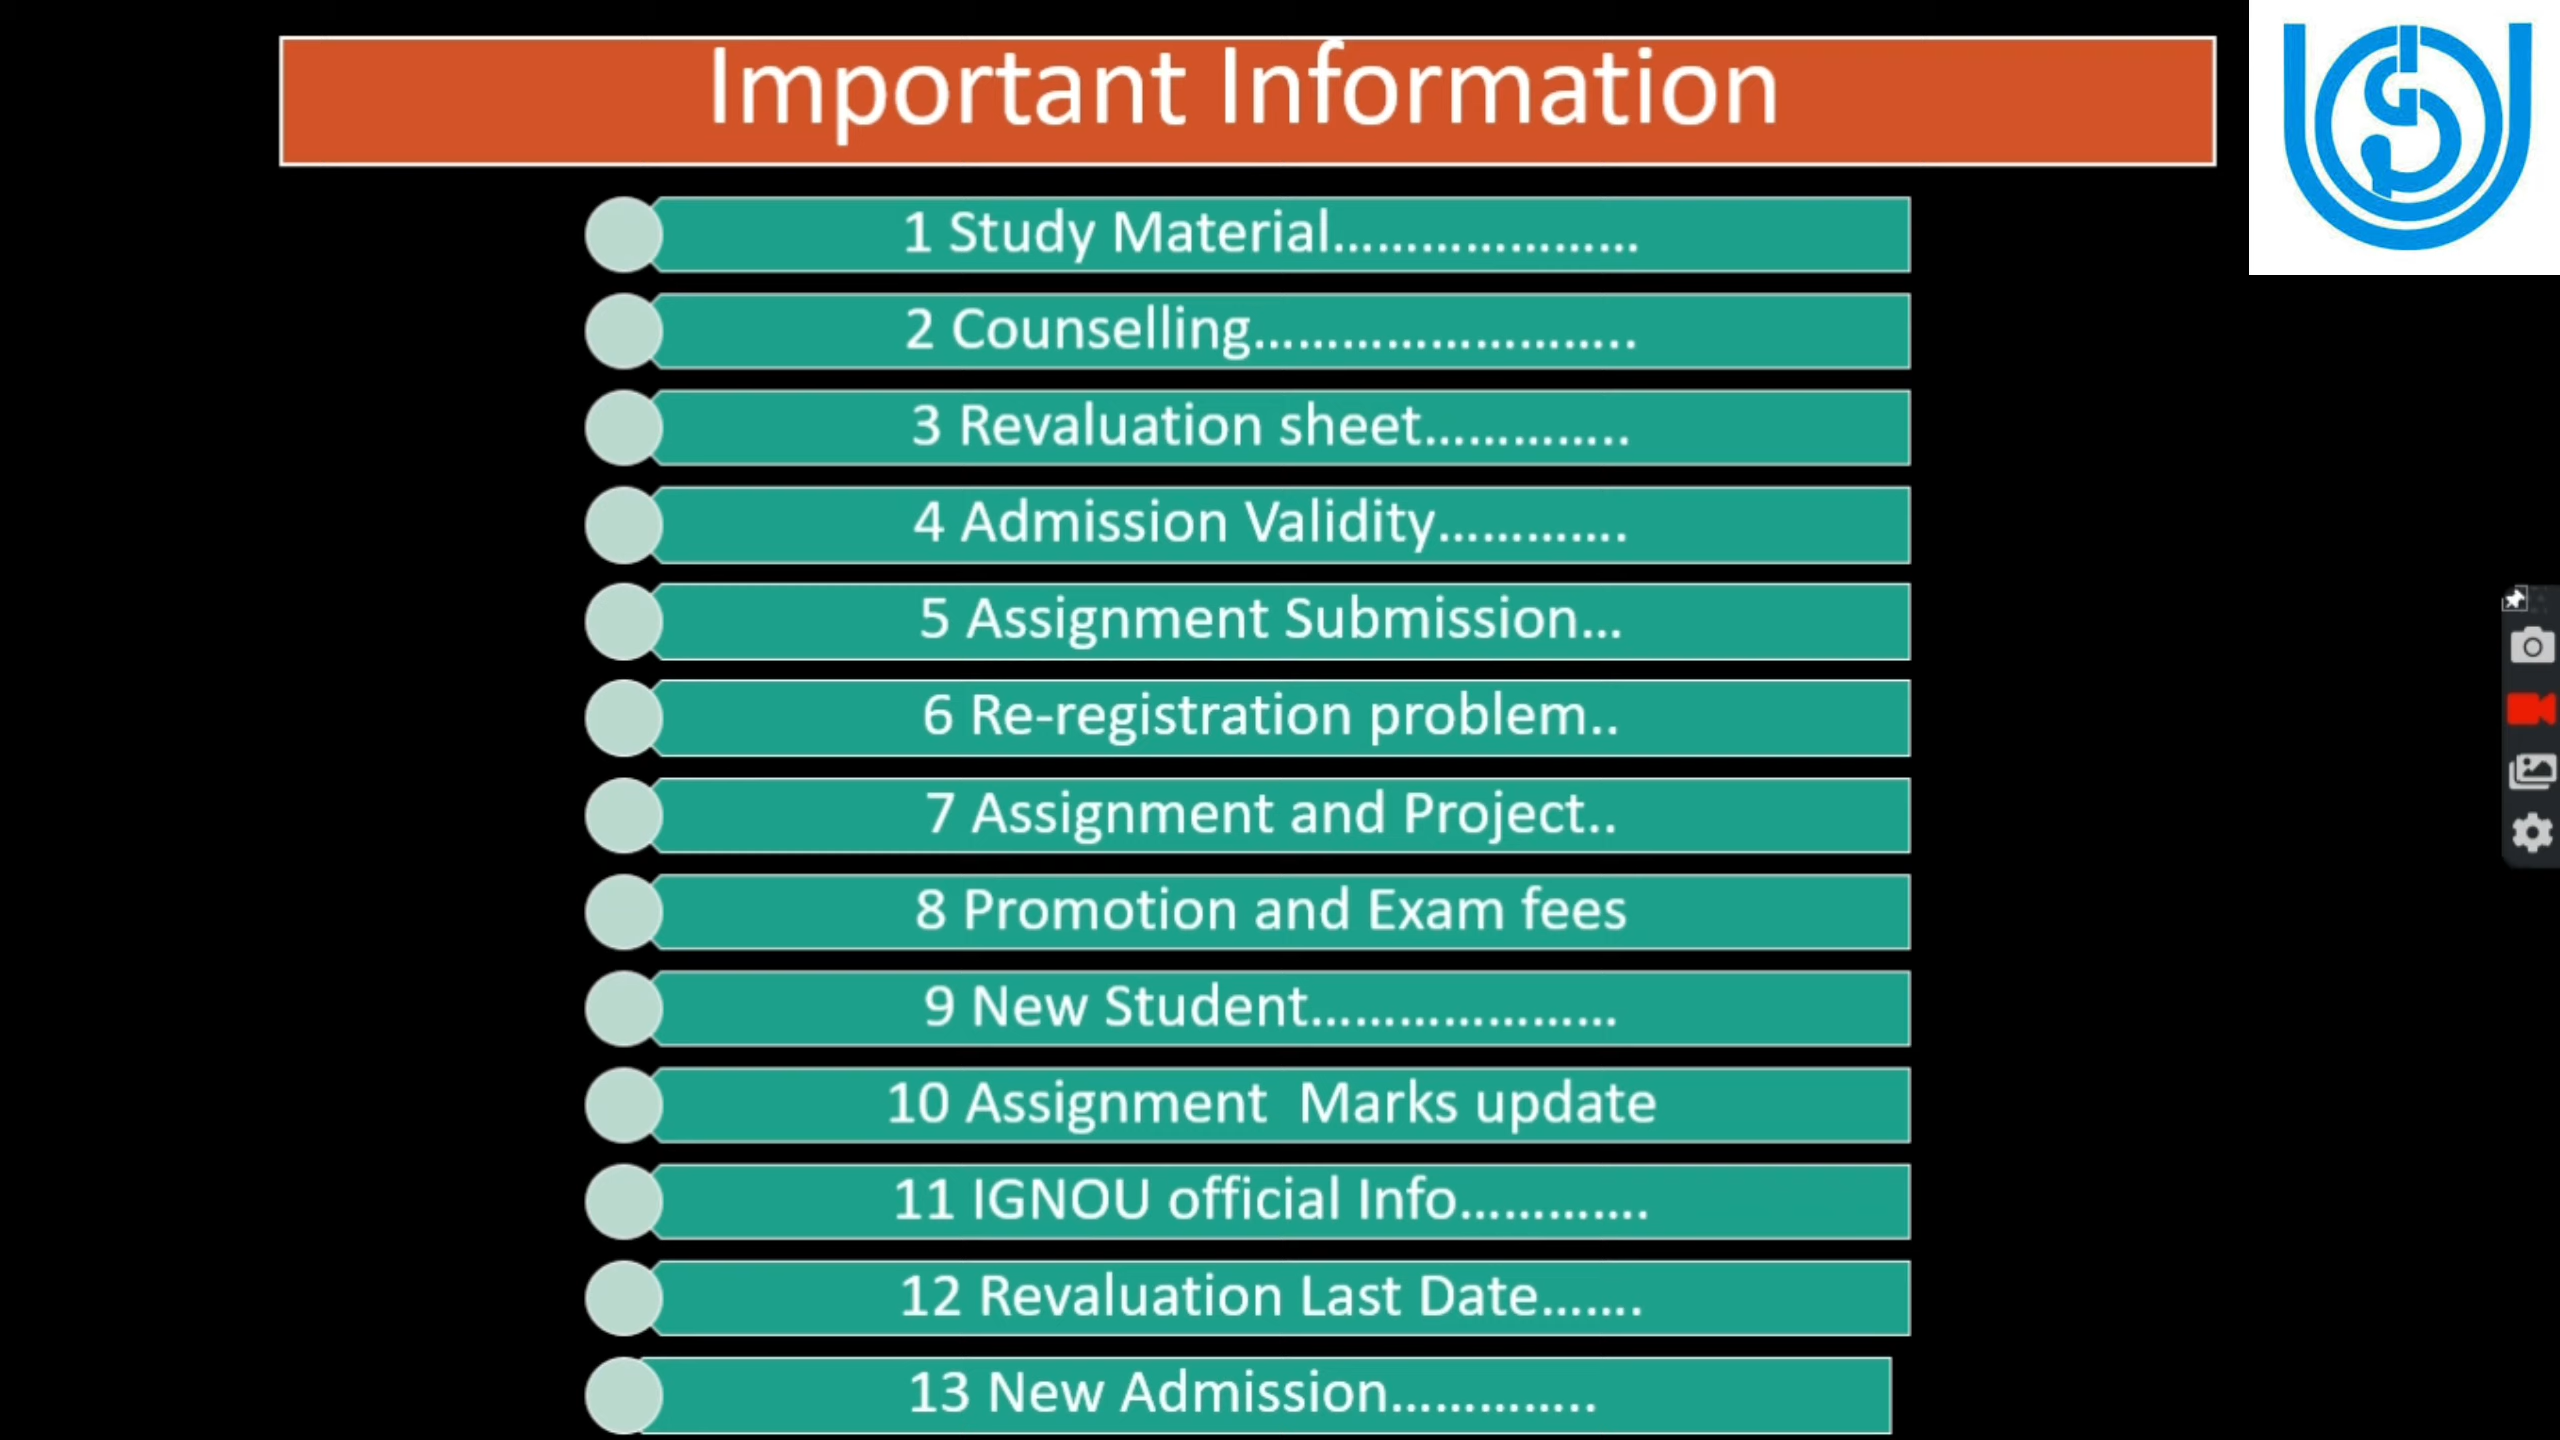 Important Information
1 Study Material.....................
2 Counselling..........................
3 Revaluation sheet..............
4 Admission Validity.............
5 Assignment Submission...
6 Re-registration problem..
7 Assignment and Project..
8 Promotion and Exam fees
9 New Student.....................
10 Assignment  Marks update
11 IGNOU official Info.............
12 Revaluation Last Date.......
13 New Admission..............